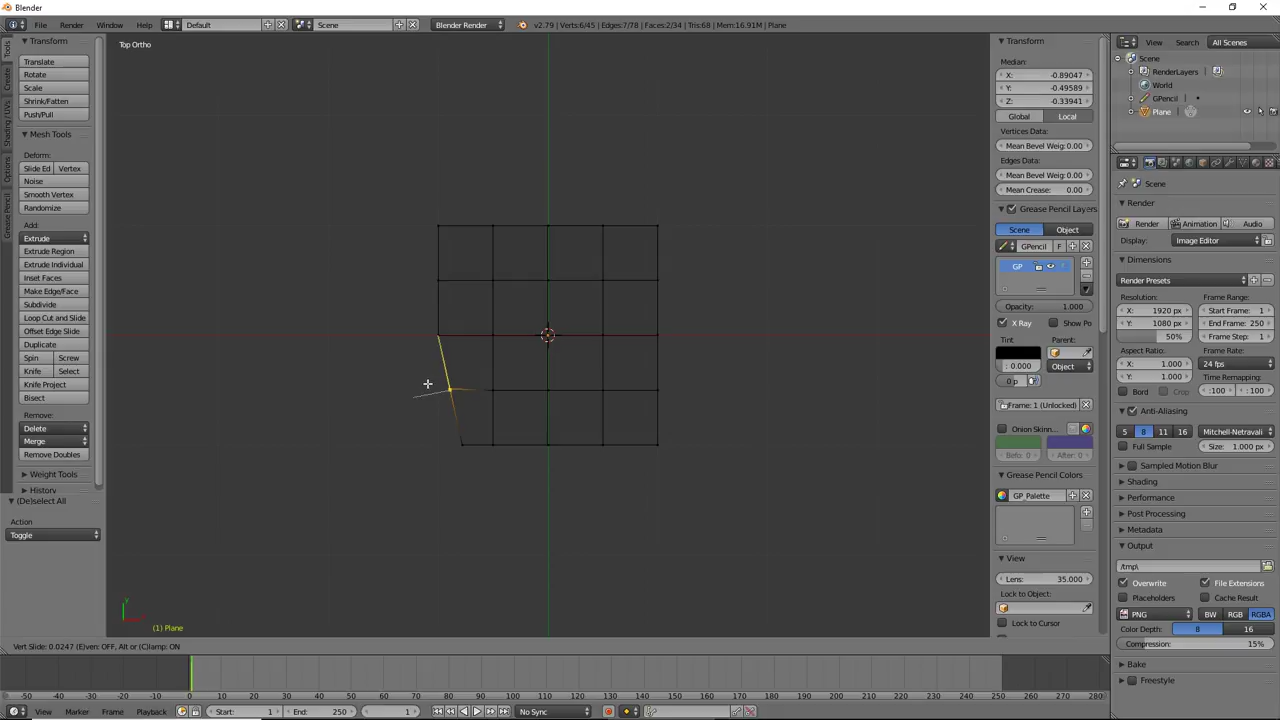 Blender
File Render Window Help Default Scene Blender Render v2.79 | Verts:6/45 | Edges:7/78 | Faces:2/34 | Tris:68 | Mem:16.91M | Plane
Tools
Create
Shading / UVs
Options
Grease Pencil
Transform
Translate
Rotate
Scale
Shrink/Fatten
Push/Pull
Mesh Tools
Deform:
Slide Ed Vertex
Noise
Smooth Vertex
Randomize
Add:
Extrude
Extrude Region
Extrude Individual
Inset Faces
Make Edge/Face
Subdivide
Loop Cut and Slide
Offset Edge Slide
Duplicate
Spin Screw
Knife Select
Knife Project
Bisect
Remove:
Delete
Merge
Remove Doubles
Weight Tools
History
(De)select All
Action
Toggle
Top Ortho
(1) Plane
Transform
Median:
X: -0.89047
Y: -0.49589
Z: -0.33941
Global Local
Vertices Data:
Mean Bevel Weig: 0.00
Edges Data:
Mean Bevel Weig: 0.00
Mean Crease: 0.00
Grease Pencil Layers
Scene Object
GPencil F
GP
Opacity: 1.000
X Ray Show Po
Tint Parent:
0.000 Object
0 p
Frame: 1 (Unlocked)
Onion Skinn
Befo: 0 After: 0
Grease Pencil Colors
GP_Palette
View
Lens: 35.000
Lock to Object:
Lock to Cursor
View Search All Scenes
Scene
RenderLayers
World
GPencil
Plane
Scene
Render
Render Animation Audio
Display: Image Editor
Dimensions
Render Presets
Resolution: Frame Range:
X: 1920 px Start Frame: 1
Y: 1080 px End Frame: 250
50% Frame Step: 1
Aspect Ratio: Frame Rate:
X: 1.000 24 fps
Y: 1.000 Time Remapping:
Bord Crop :100 : 100
Anti-Aliasing
5 8 11 16 Mitchell-Netravali
Full Sample Size: 1.000 px
Sampled Motion Blur
Shading
Performance
Post Processing
Metadata
Output
/tmp\
Overwrite File Extensions
Placeholders Cache Result
PNG BW RGB RGBA
Color Depth: 8 16
Compression: 15%
Bake
Freestyle
Vert Slide: 0.0247 (E)ven: OFF, Alt or (C)lamp: ON
-50 -40 -30 -20 -10 0 10 20 30 40 50 60 70 80 90 100 110 120 130 140 150 160 170 180 190 200 210 220 230 240 250 260 270 280
View Marker Frame Playback Start: 1 End: 250 1 No Sync